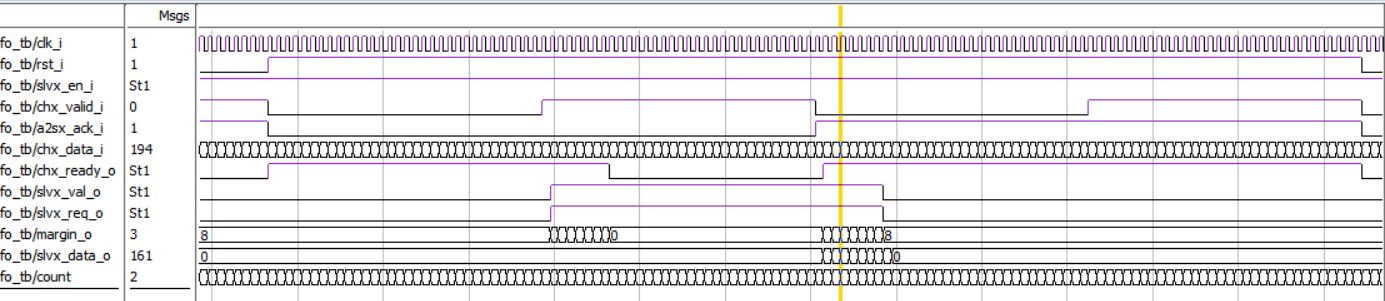 Msgs
fo_tb/clk_i 1
fo_tb/rst_i 1
fo_tb/slvx_en_i St1
fo_tb/chx_valid_i 0
fo_tb/a2sx_ack_i 1
fo_tb/chx_data_i 194
fo_tb/chx_ready_o St1
fo_tb/slvx_val_o St1
fo_tb/slvx_req_o St1
fo_tb/margin_o 3 8 0 8
fo_tb/slvx_data_o 161 0 0
fo_tb/count 2